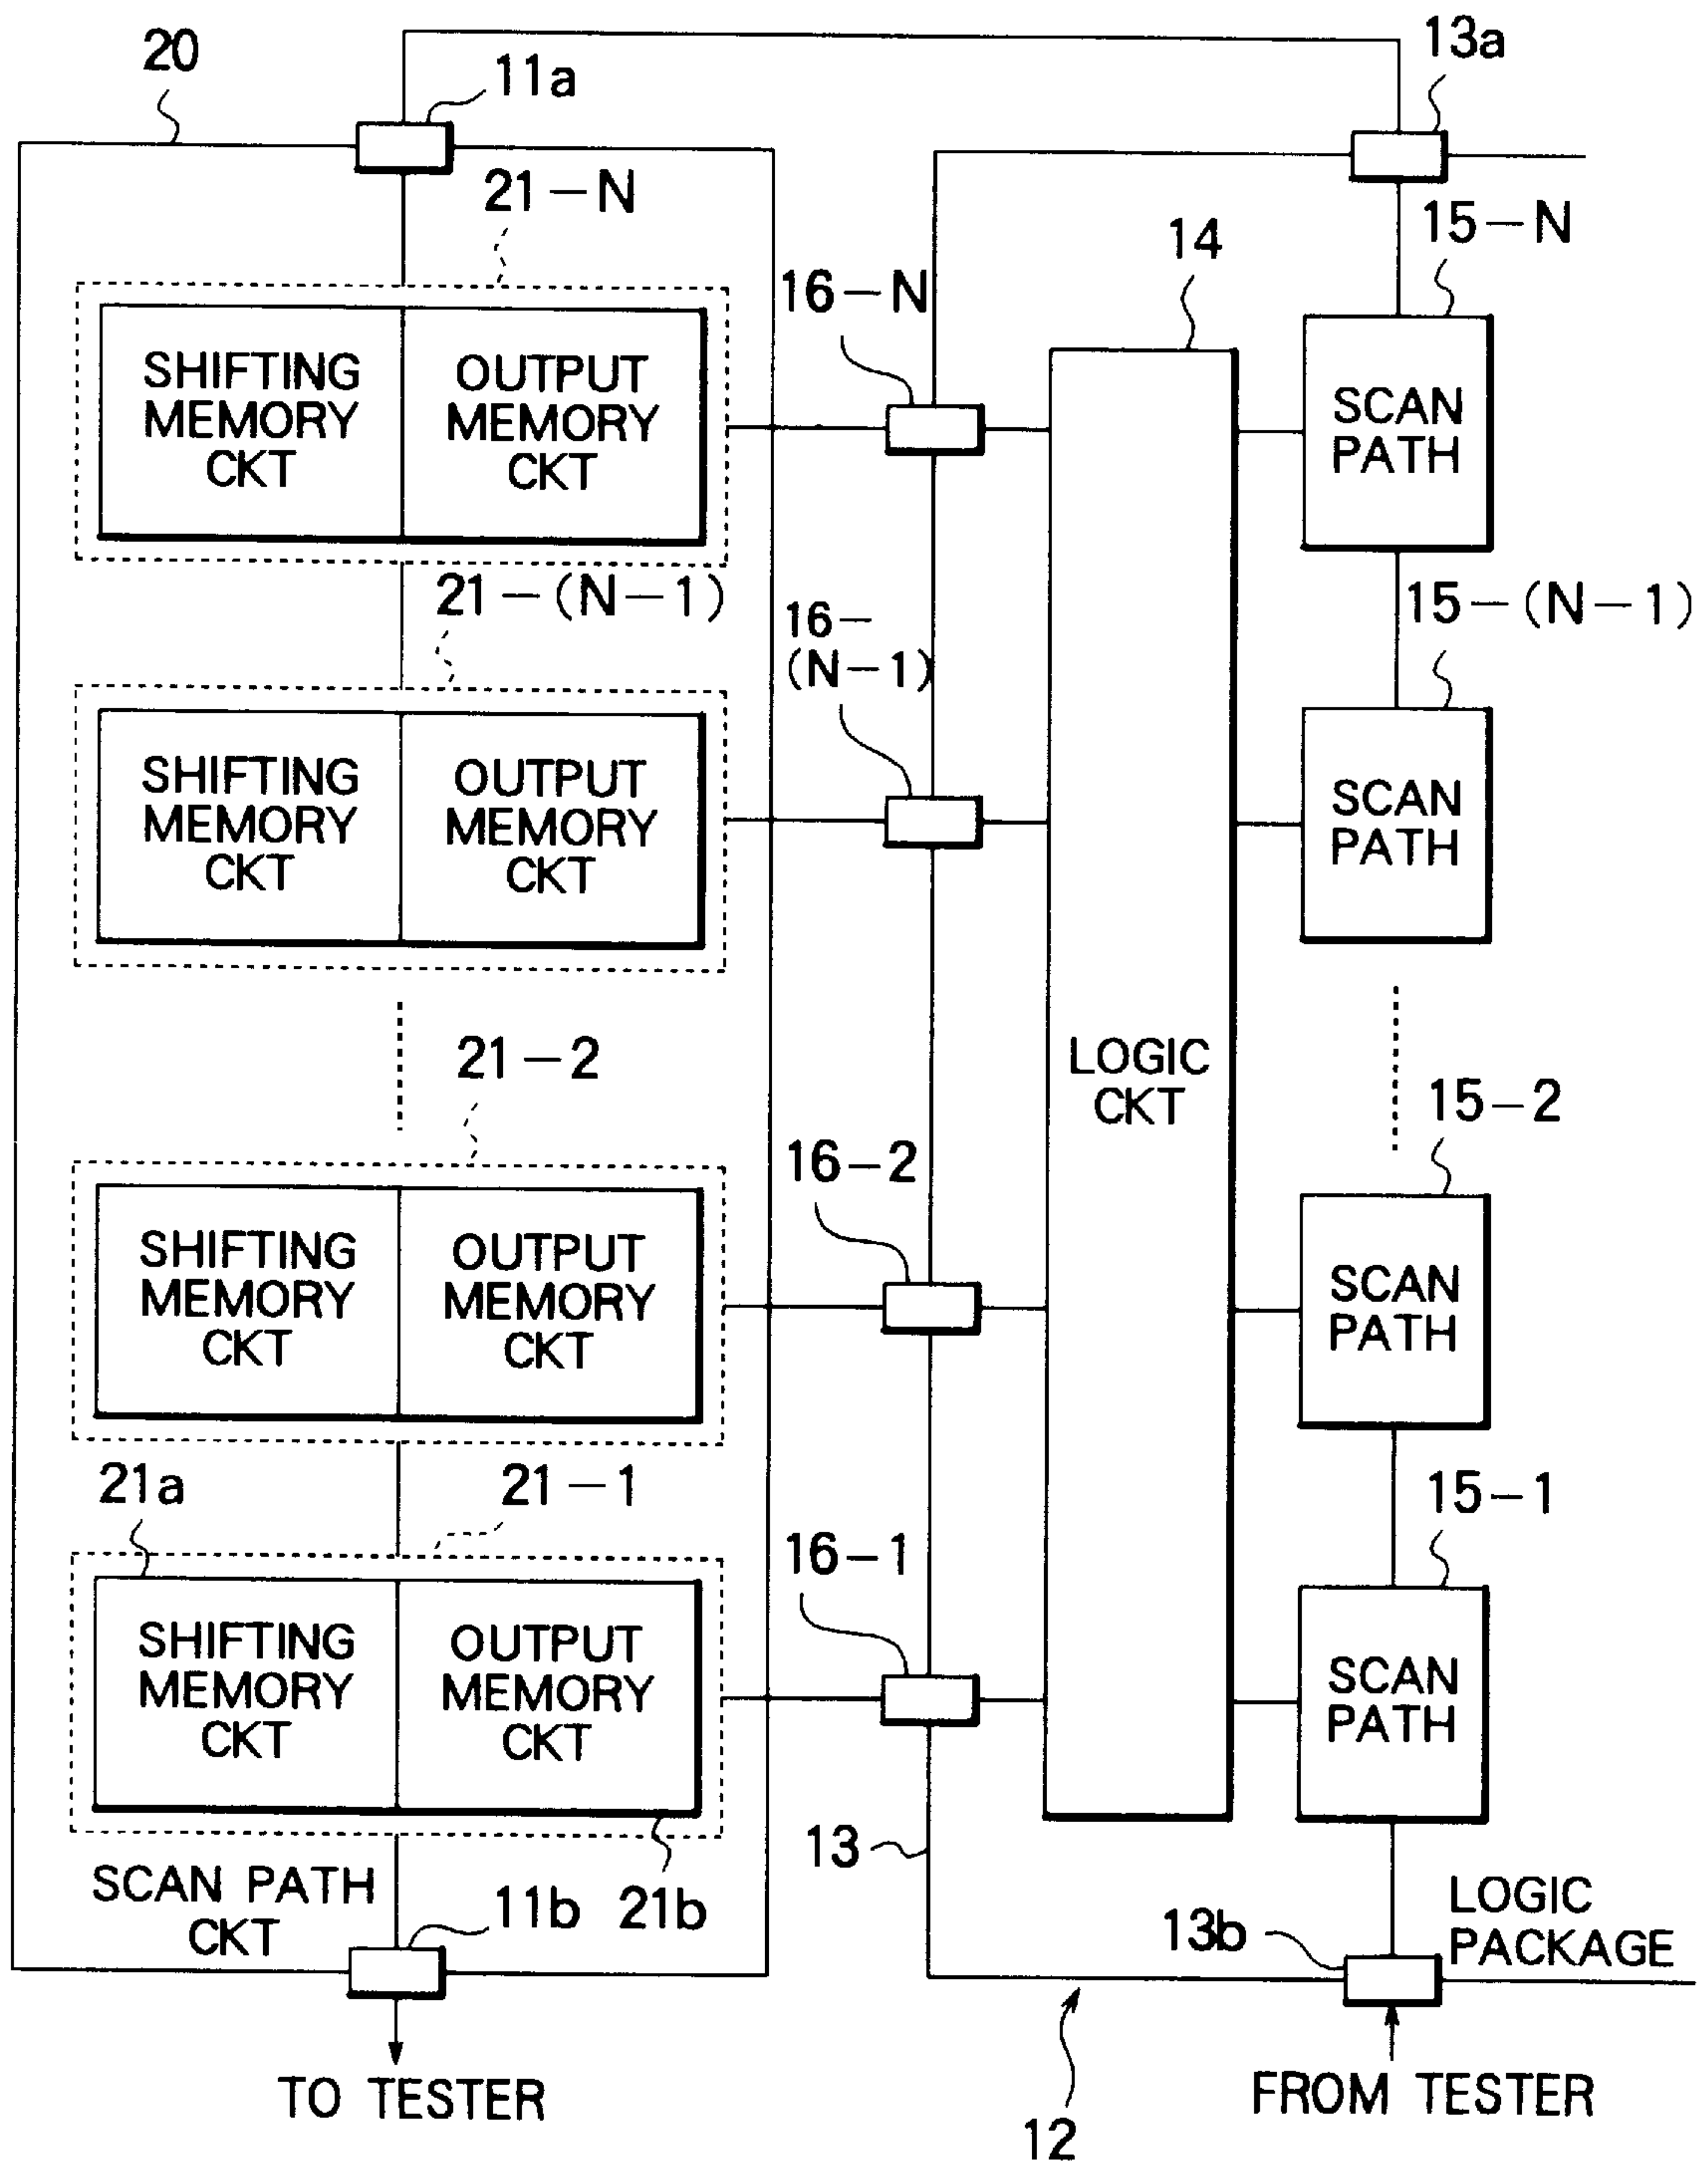 20
11a
13a
21-N
15-N
14
16-N
SHIFTING
MEMORY
CKT
OUTPUT
MEMORY
CKT
SCAN
PATH
21-(N-1)
16-
(N-1)
15-(N-1)
SHIFTING
MEMORY
CKT
OUTPUT
MEMORY
CKT
SCAN
PATH
21-2
LOGIC
CKT
15-2
16-2
SHIFTING
MEMORY
CKT
OUTPUT
MEMORY
CKT
SCAN
PATH
21a
21-1
15-1
16-1
SHIFTING
MEMORY
CKT
OUTPUT
MEMORY
CKT
SCAN
PATH
13
SCAN PATH
CKT
11b
21b
13b
LOGIC
PACKAGE
TO TESTER
FROM TESTER
12